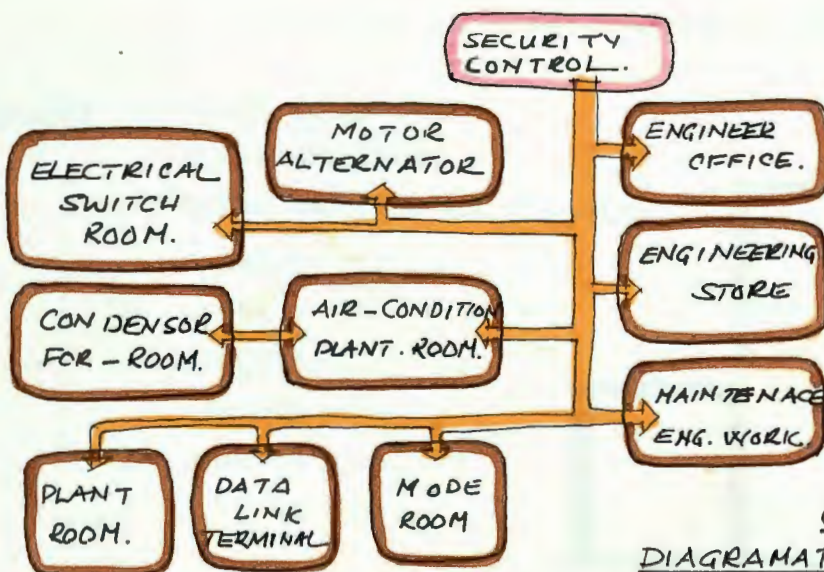 SECURITY
CONTROL.
MOTOR
ALTERNATOR
ENGINEER
OFFICE.
ELECTRICAL
SWITCH
ROOM.
ENGINEERING
STORE
CONDENSOR
FOR-ROOM.
AIR-CONDITION
PLANT. ROOM.
MAINTENACE
ENG. WORK.
PLANT
ROOM.
DATA
LINK
TERMINAL
MODE
ROOM
DIAGRAMAT